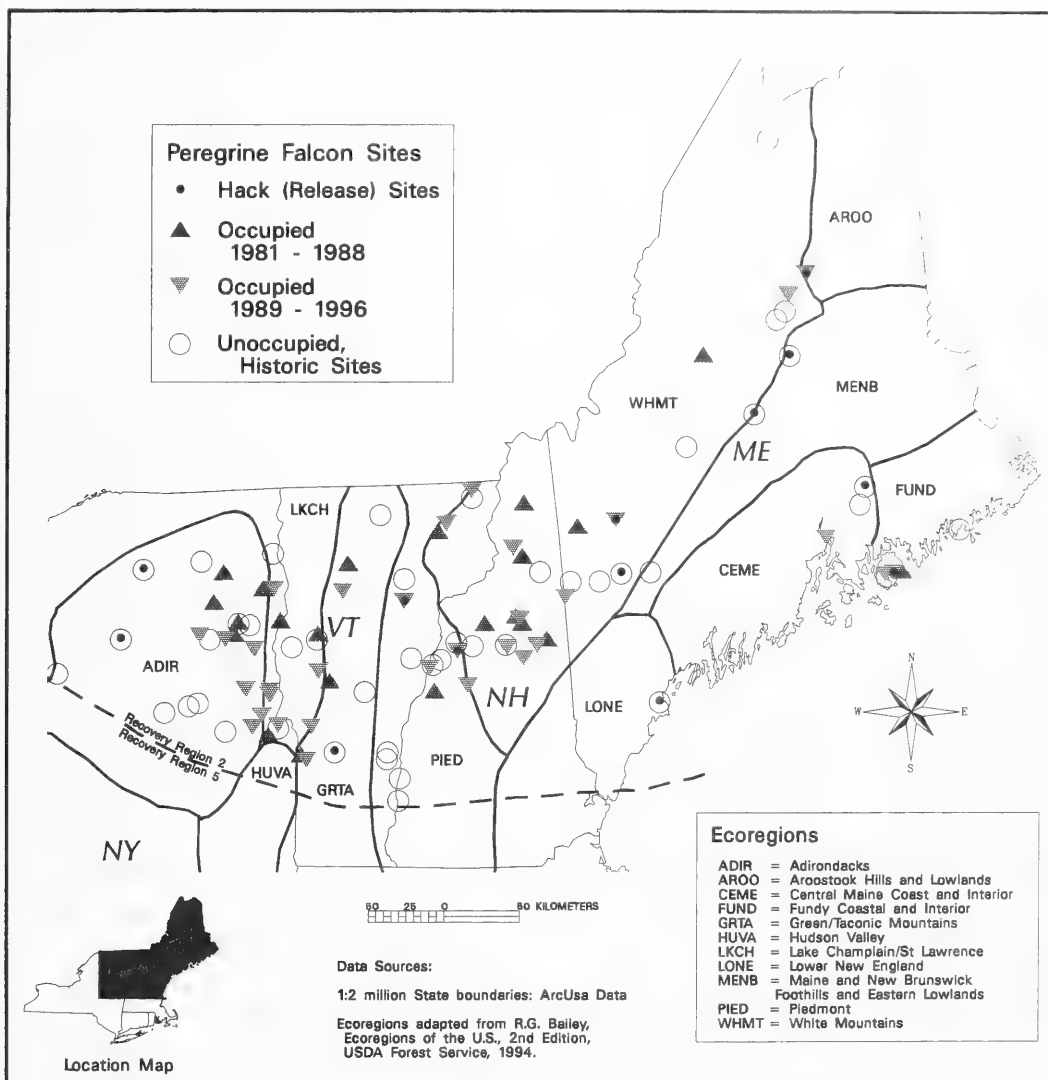 Peregrine Falcon Sites
Hack (Release) Sites
Occupied
1981 - 1988
Occupied
1989 - 1996
Unoccupied,
Historic Sites
AROO
WHMT
MENB
ME
FUND
LKCH
CEME
VT
ADIR
NH
LONE
Recovery Region 2
Recovery Region 5
HUVA
GRTA
PIED
NY
N
W E
S
50 25 0 50 KILOMETERS
Data Sources:
1:2 million State boundaries: ArcUsa Data
Ecoregions adapted from R.G. Bailey,
Ecoregions of the U.S., 2nd Edition,
USDA Forest Service, 1994.
Location Map
Ecoregions
ADIR = Adirondacks
AROO = Aroostook Hills and Lowlands
CEME = Central Maine Coast and Interior
FUND = Fundy Coastal and Interior
GRTA = Green/Taconic Mountains
HUVA = Hudson Valley
LKCH = Lake Champlain/St Lawrence
LONE = Lower New England
MENB = Maine and New Brunswick
Foothills and Eastern Lowlands
PIED = Piedmont
WHMT = White Mountains